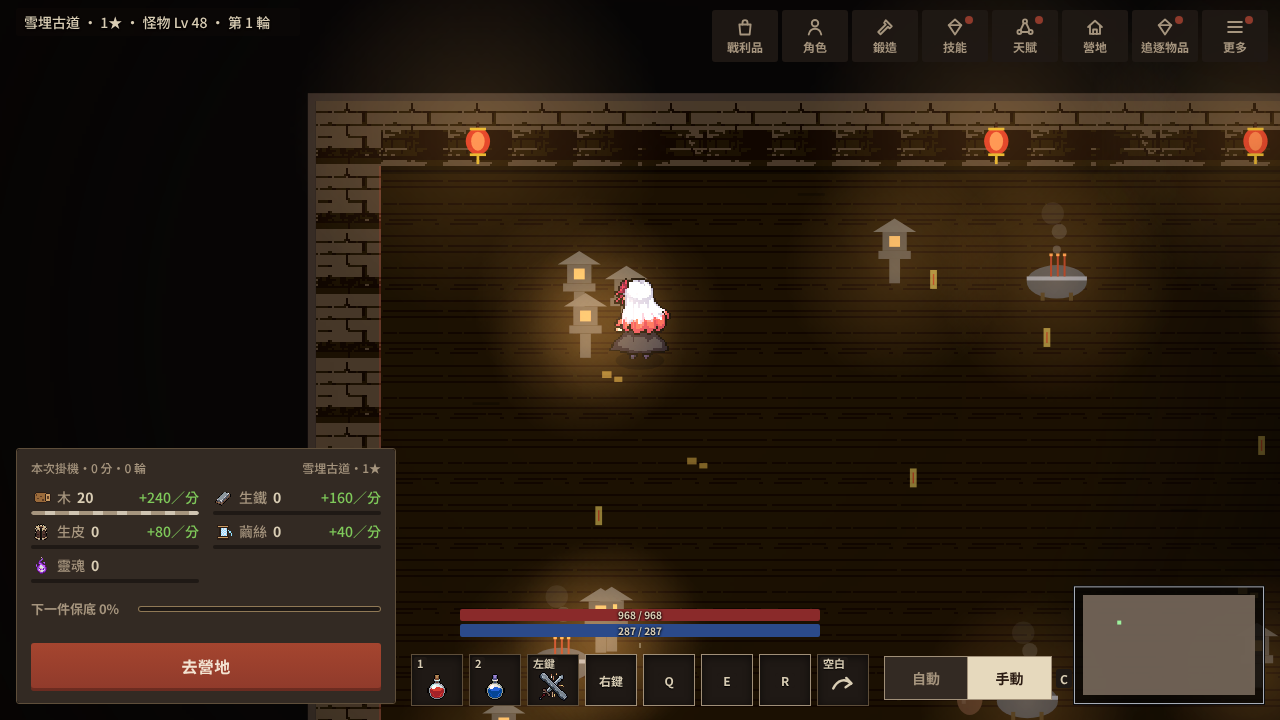 雪埋古道 • 1★ • 怪物 Lv 48 • 第 1 輪
戰利品
角色
鍛造
技能
天賦
營地
追逐物品
更多
本次掛機 • 0 分 • 0 輪
雪埋古道 • 1★
木 20 +240／分
生鐵 0 +160／分
生皮 0 +80／分
繭絲 0 +40／分
靈魂 0
下一件保底 0%
去營地
968 / 968
287 / 287
1
2
左鍵
右鍵
Q
E
R
空白
自動
手動
C